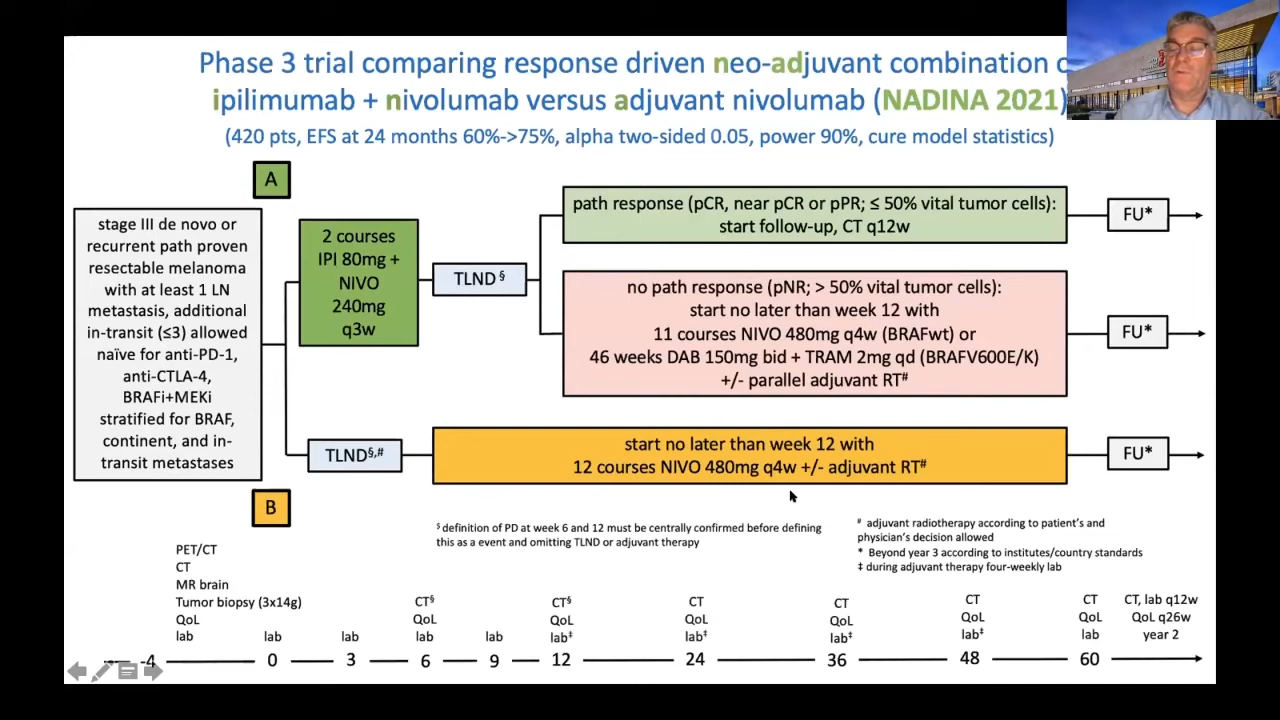 Phase 3 trial comparing response driven neo-adjuvant combination o
ipilimumab + nivolumab versus adjuvant nivolumab (NADINA 2021)
(420 pts, EFS at 24 months 60%->75%, alpha two-sided 0.05, power 90%, cure model statistics)
A
stage III de novo or
recurrent path proven
resectable melanoma
with at least 1 LN
metastasis, additional
in-transit (≤3) allowed
naïve for anti-PD-1,
anti-CTLA-4,
BRAFi+MEKi
stratified for BRAF,
continent, and in-
transit metastases
2 courses
IPI 80mg +
NIVO
240mg
q3w
TLND §
path response (pCR, near pCR or pPR; ≤ 50% vital tumor cells):
start follow-up, CT q12w
FU*
no path response (pNR; > 50% vital tumor cells):
start no later than week 12 with
11 courses NIVO 480mg q4w (BRAFwt) or
46 weeks DAB 150mg bid + TRAM 2mg qd (BRAFV600E/K)
+/- parallel adjuvant RT#
FU*
TLND§,#
start no later than week 12 with
12 courses NIVO 480mg q4w +/- adjuvant RT#
FU*
B
§ definition of PD at week 6 and 12 must be centrally confirmed before defining
this as a event and omitting TLND or adjuvant therapy
# adjuvant radiotherapy according to patient's and
physician's decision allowed
* Beyond year 3 according to institutes/country standards
‡ during adjuvant therapy four-weekly lab
PET/CT
CT
MR brain
Tumor biopsy (3x14g)
QoL
lab
lab
lab
CT§
QoL
lab
lab
CT§
QoL
lab‡
CT
QoL
lab‡
CT
QoL
lab‡
CT
QoL
lab‡
CT
QoL
lab
CT, lab q12w
QoL q26w
year 2
-4 0 3 6 9 12 24 36 48 60